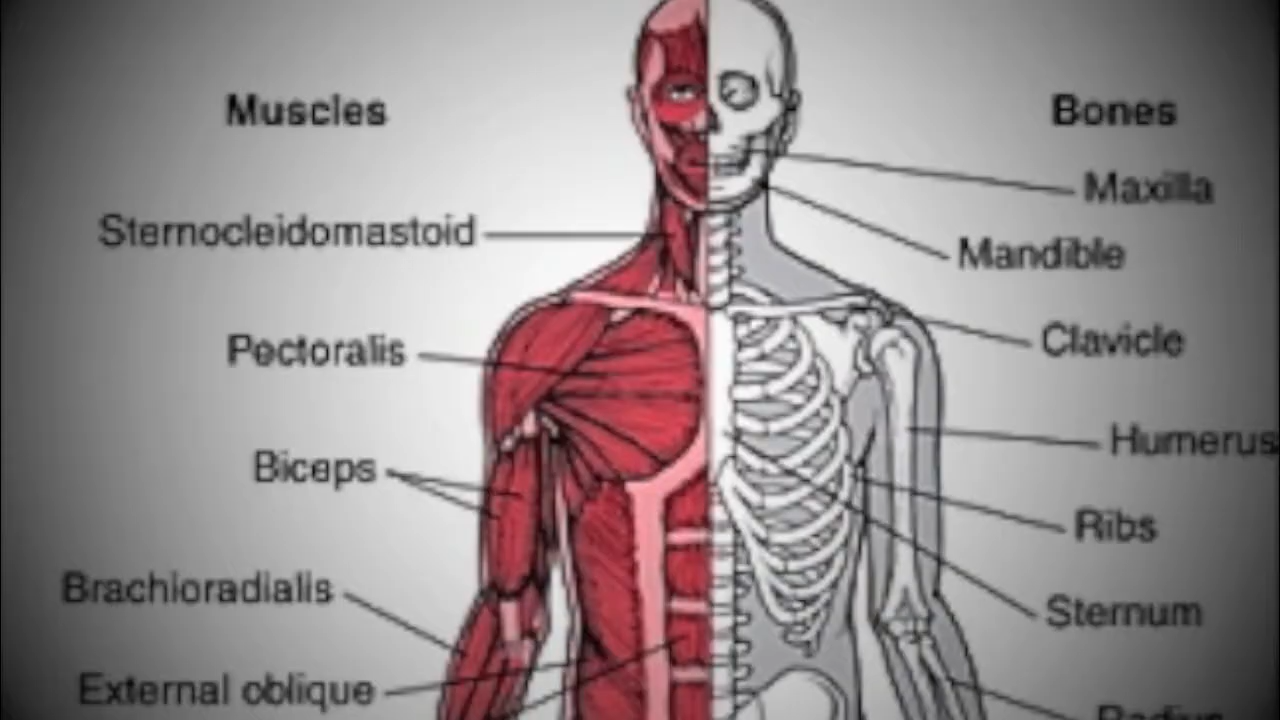 Muscles
Bones
Maxilla
Sternocleidomastoid
Mandible
Clavicle
Pectoralis
Humerus
Biceps
Ribs
Brachioradialis
Sternum
External oblique